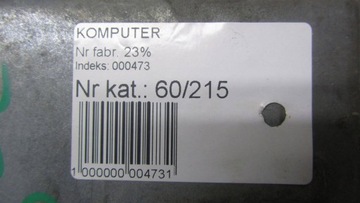 KOMPUTER
Nr fabr. 23%
Indeks: 000473
Nr kat.: 60/215
1 000000 004731